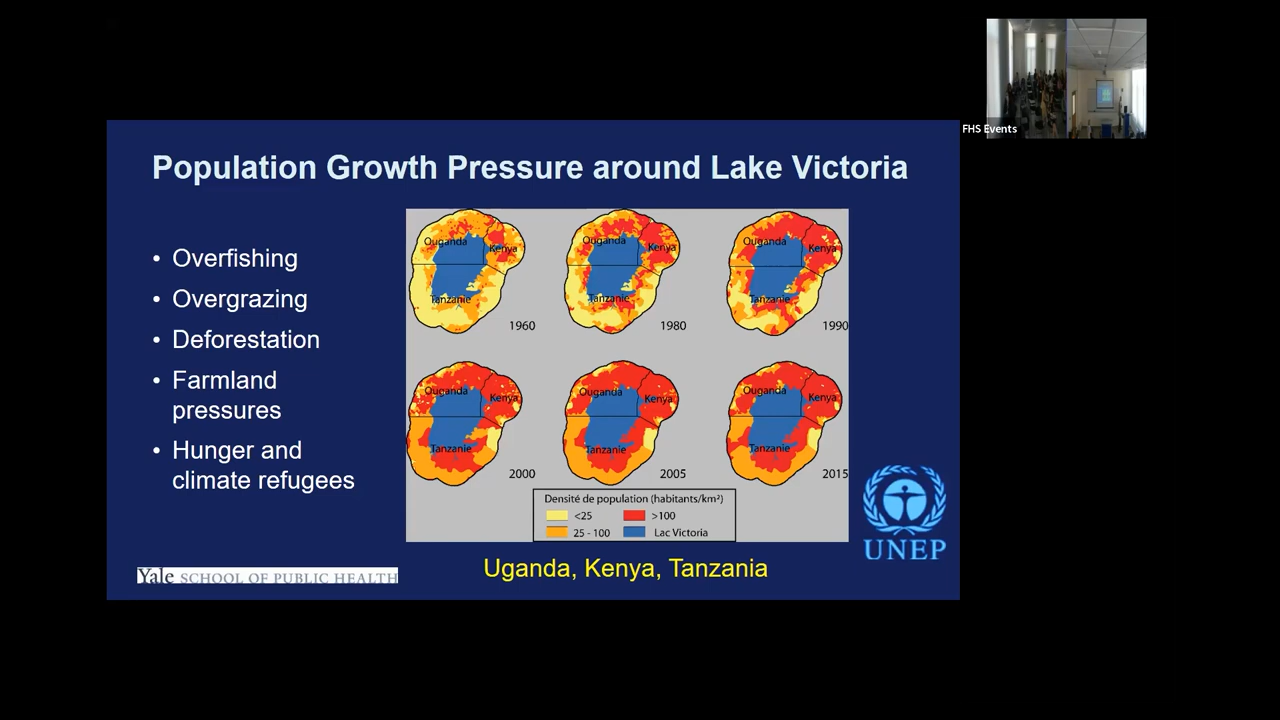 FHS Events
Population Growth Pressure around Lake Victoria
• Overfishing
• Overgrazing
• Deforestation
• Farmland
pressures
• Hunger and
climate refugees
Ouganda
Kenya
Tanzanie
1960
Ouganda
Kenya
Tanzanie
1980
Ouganda
Kenya
Tanzanie
1990
Ouganda
Kenya
Tanzanie
2000
Ouganda
Kenya
Tanzanie
2005
Ouganda
Kenya
Tanzanie
2015
Densité de population (habitants/km²)
<25
>100
25 - 100
Lac Victoria
UNEP
Yale SCHOOL OF PUBLIC HEALTH
Uganda, Kenya, Tanzania